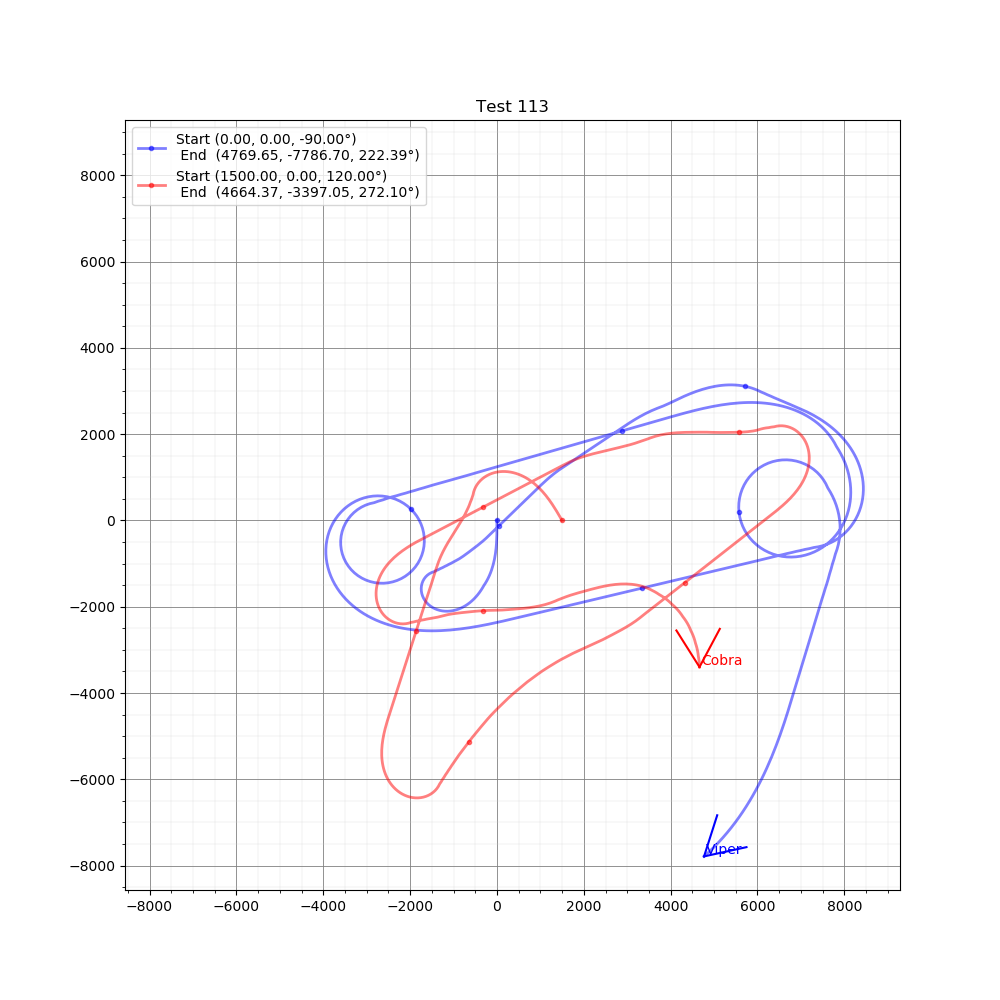 Test 113
Start (0.00, 0.00, -90.00°)
End (4769.65, -7786.70, 222.39°)
Start (1500.00, 0.00, 120.00°)
End (4664.37, -3397.05, 272.10°)
8000
6000
4000
2000
0
−2000
−4000
−6000
−8000
Cobra
Viper
−8000 −6000 −4000 −2000 0 2000 4000 6000 8000